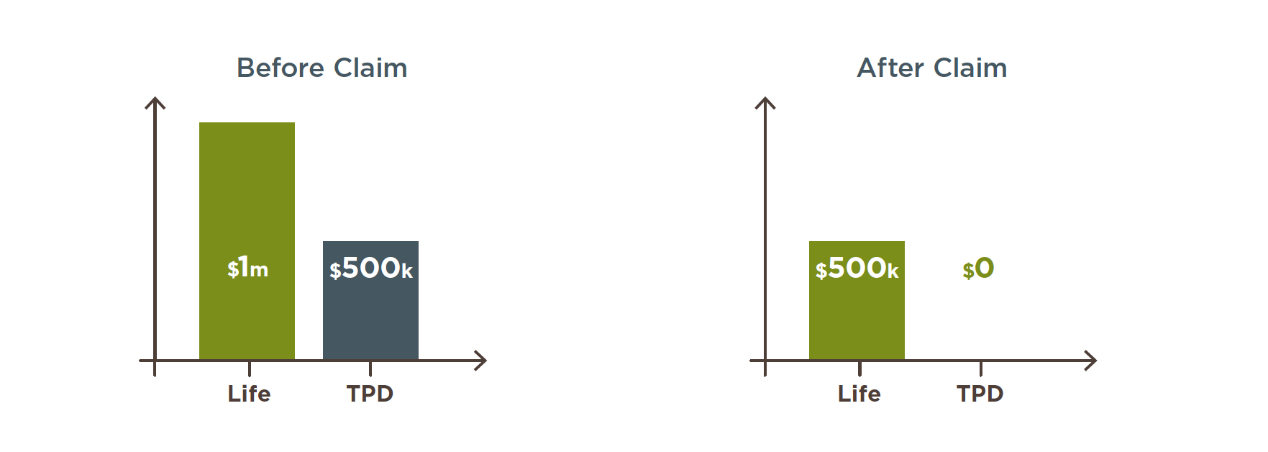 Before Claim
$1m
$500k
Life
TPD
After Claim
$500k
$0
Life
TPD